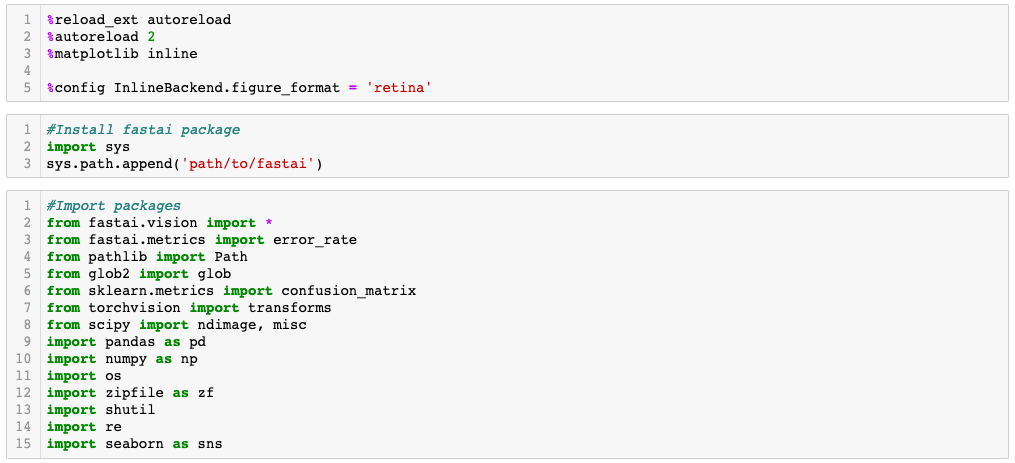 1 %reload_ext autoreload
2 %autoreload 2
3 %matplotlib inline
4
5 %config InlineBackend.figure_format = 'retina'
1 #Install fastai package
2 import sys
3 sys.path.append('path/to/fastai')
1 #Import packages
2 from fastai.vision import *
3 from fastai.metrics import error_rate
4 from pathlib import Path
5 from glob2 import glob
6 from sklearn.metrics import confusion_matrix
7 from torchvision import transforms
8 from scipy import ndimage, misc
9 import pandas as pd
10 import numpy as np
11 import os
12 import zipfile as zf
13 import shutil
14 import re
15 import seaborn as sns